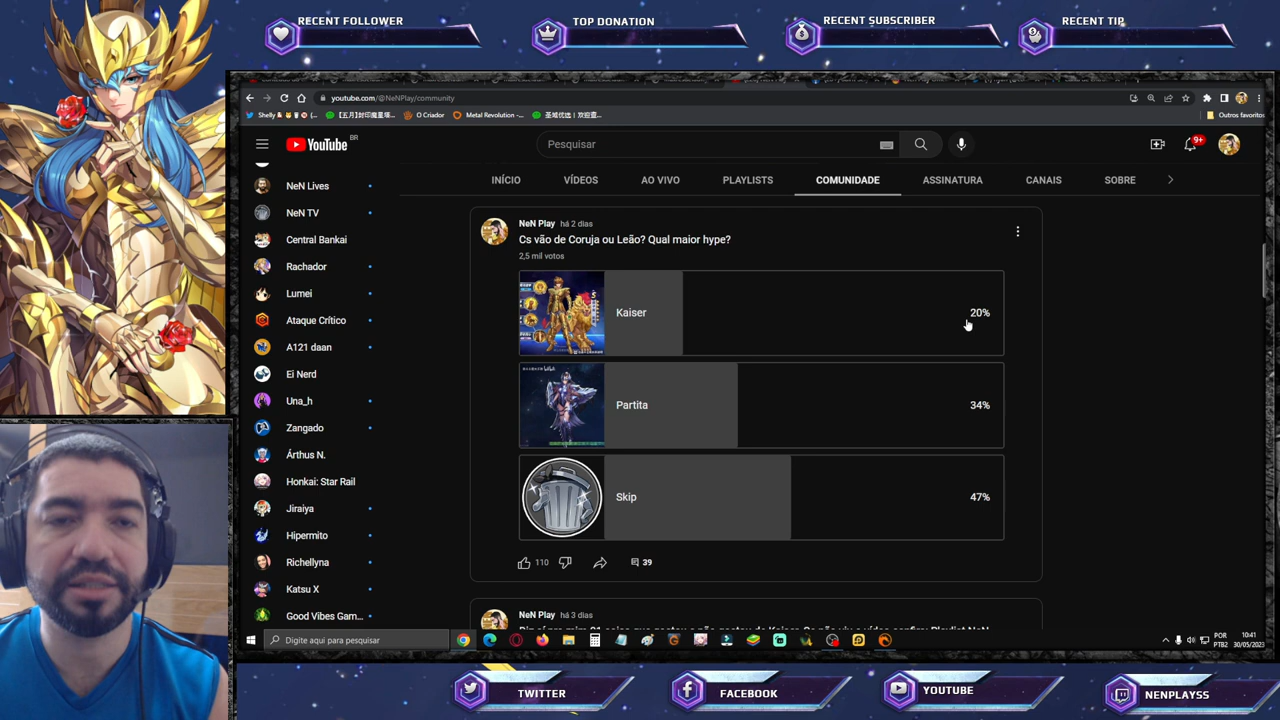 RECENT FOLLOWER
TOP DONATION
RECENT SUBSCRIBER
RECENT TIP
youtube.com/@NeNPlay/community
O Criador
Metal Revolution -...
Outros favoritos
YouTube BR
Pesquisar
9+
INÍCIO
VÍDEOS
AO VIVO
PLAYLISTS
COMUNIDADE
ASSINATURA
CANAIS
SOBRE
NeN Lives
NeN TV
Central Bankai
Rachador
Lumei
Ataque Crítico
A121 daan
Ei Nerd
Una_h
Zangado
Árthus N.
Honkai: Star Rail
Jiraiya
Hipermito
Richellyna
Katsu X
Good Vibes Gam...
NeN Play há 2 dias
Cs vão de Coruja ou Leão? Qual maior hype?
2,5 mil votos
Kaiser
20%
Partita
34%
Skip
47%
110
39
NeN Play há 3 dias
Digite aqui para pesquisar
POR
PTB2
10:41
30/05/2023
TWITTER
FACEBOOK
YOUTUBE
NENPLAYSS